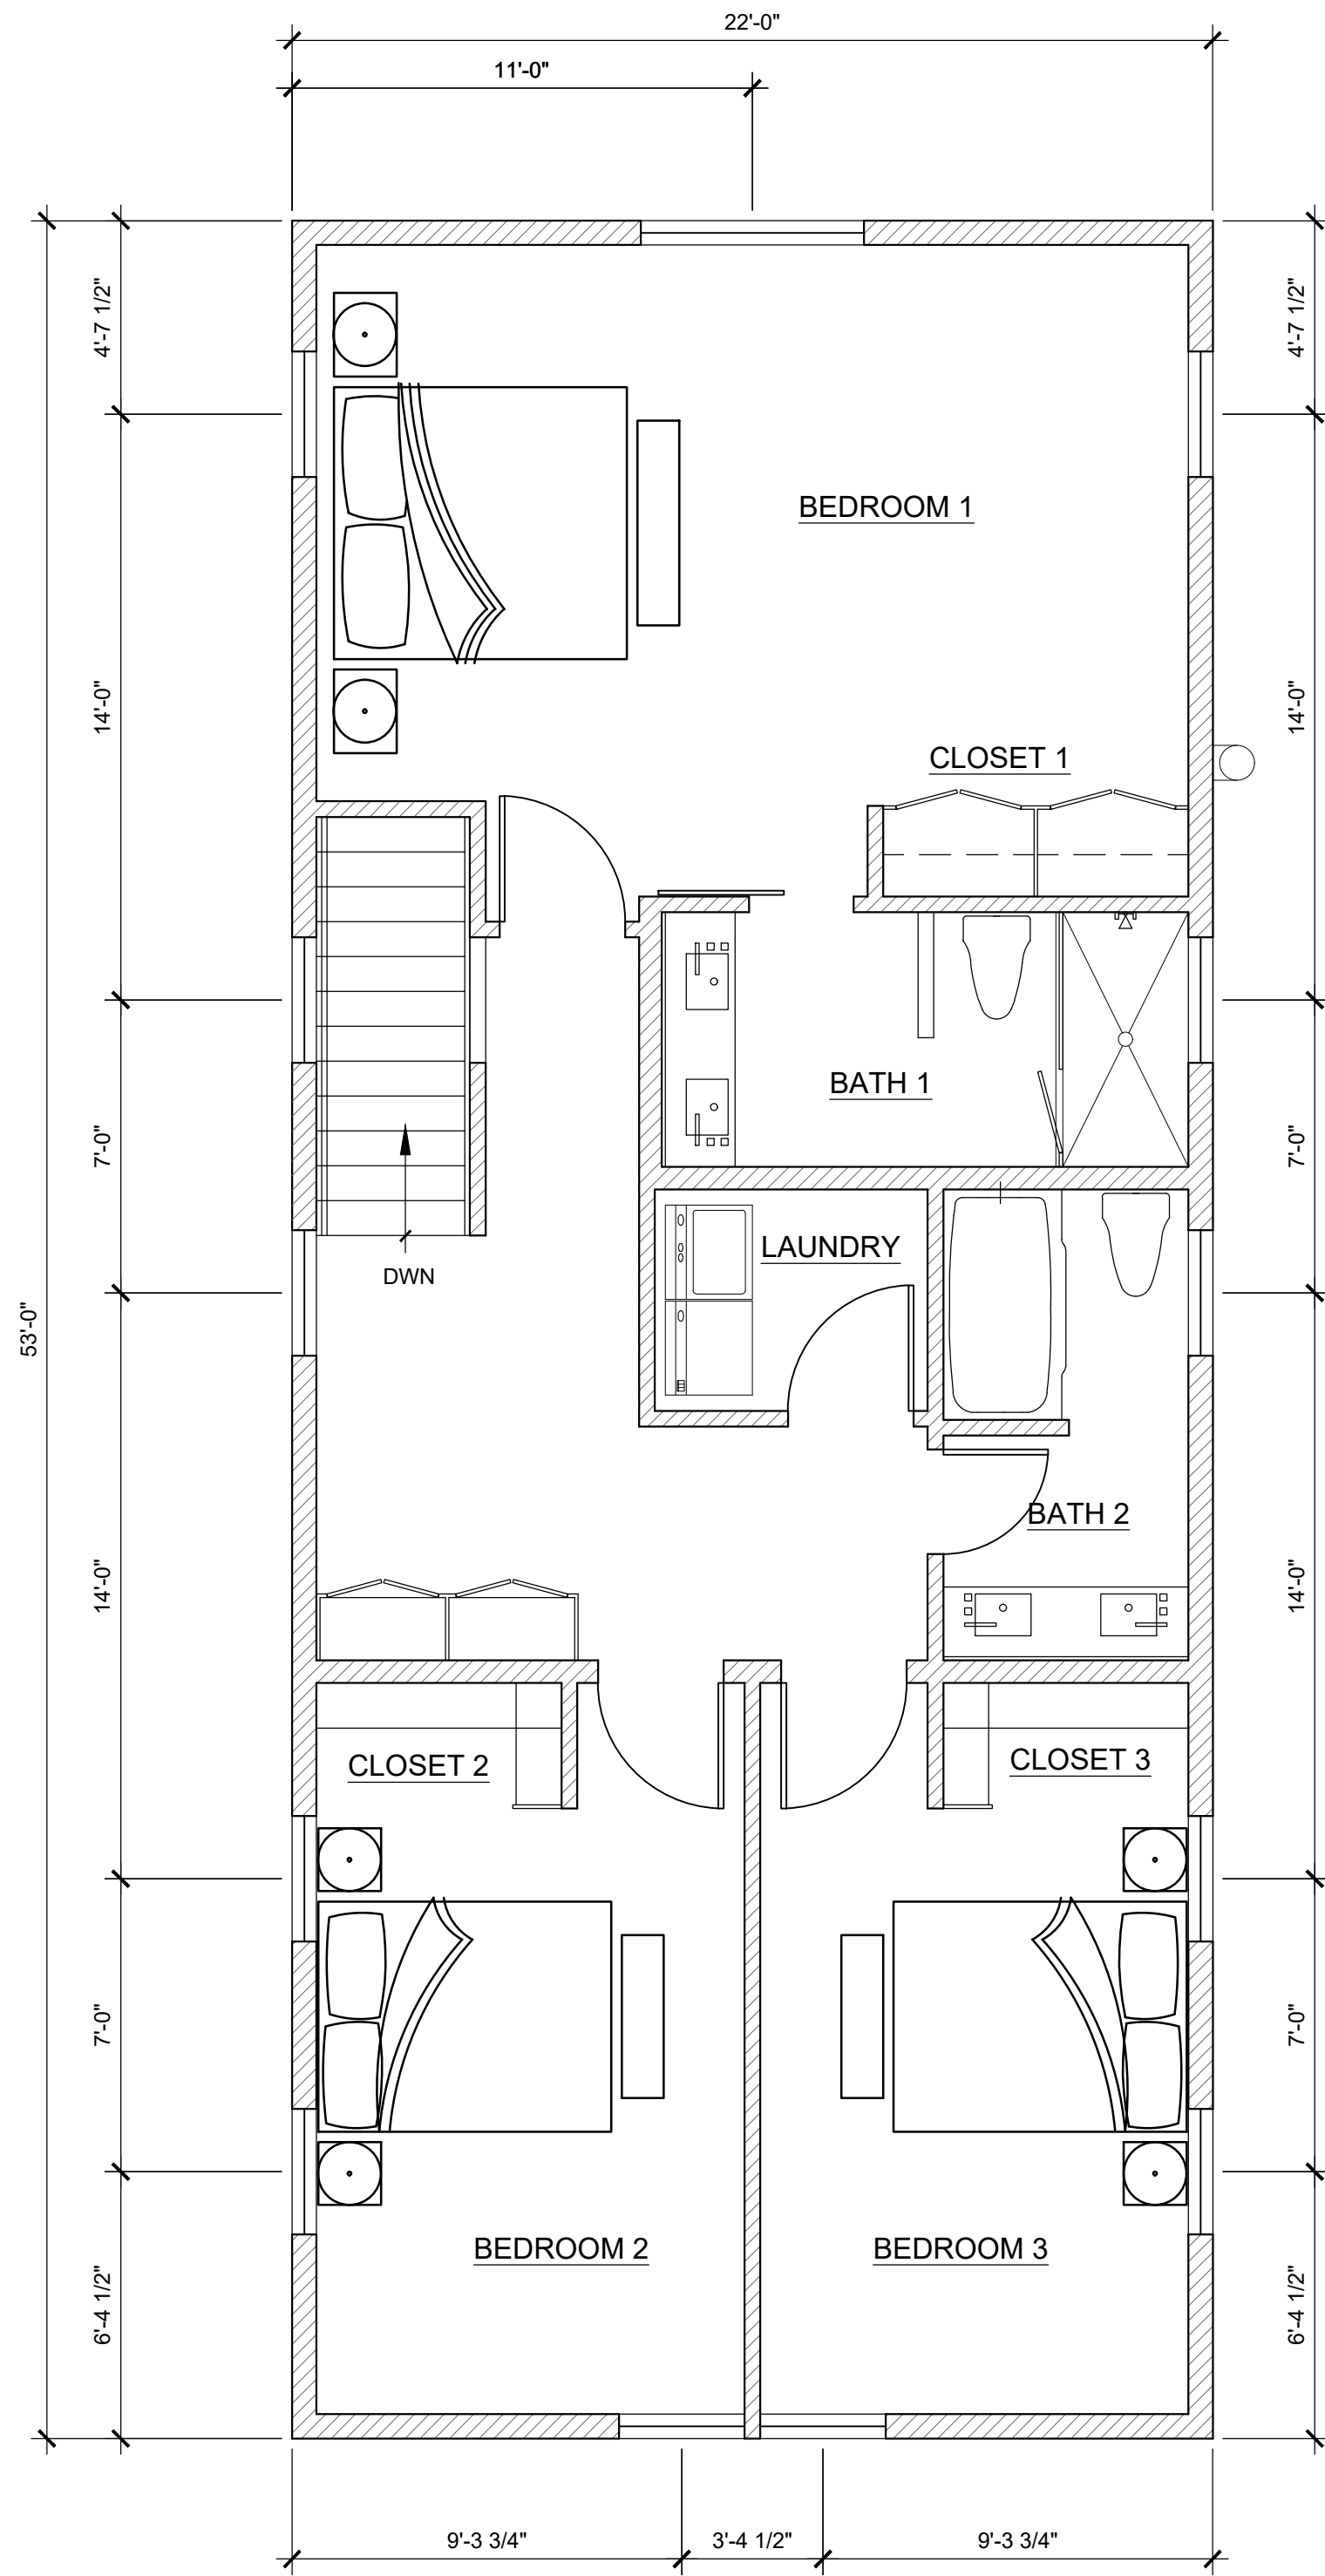 22'-0"
11'-0"
4'-7 1/2"
4'-7 1/2"
BEDROOM 1
14'-0"
14'-0"
CLOSET 1
BATH 1
7'-0"
7'-0"
LAUNDRY
DWN
53'-0"
BATH 2
14'-0"
14'-0"
CLOSET 2
CLOSET 3
7'-0"
7'-0"
BEDROOM 2
BEDROOM 3
6'-4 1/2"
6'-4 1/2"
9'-3 3/4"
3'-4 1/2"
9'-3 3/4"